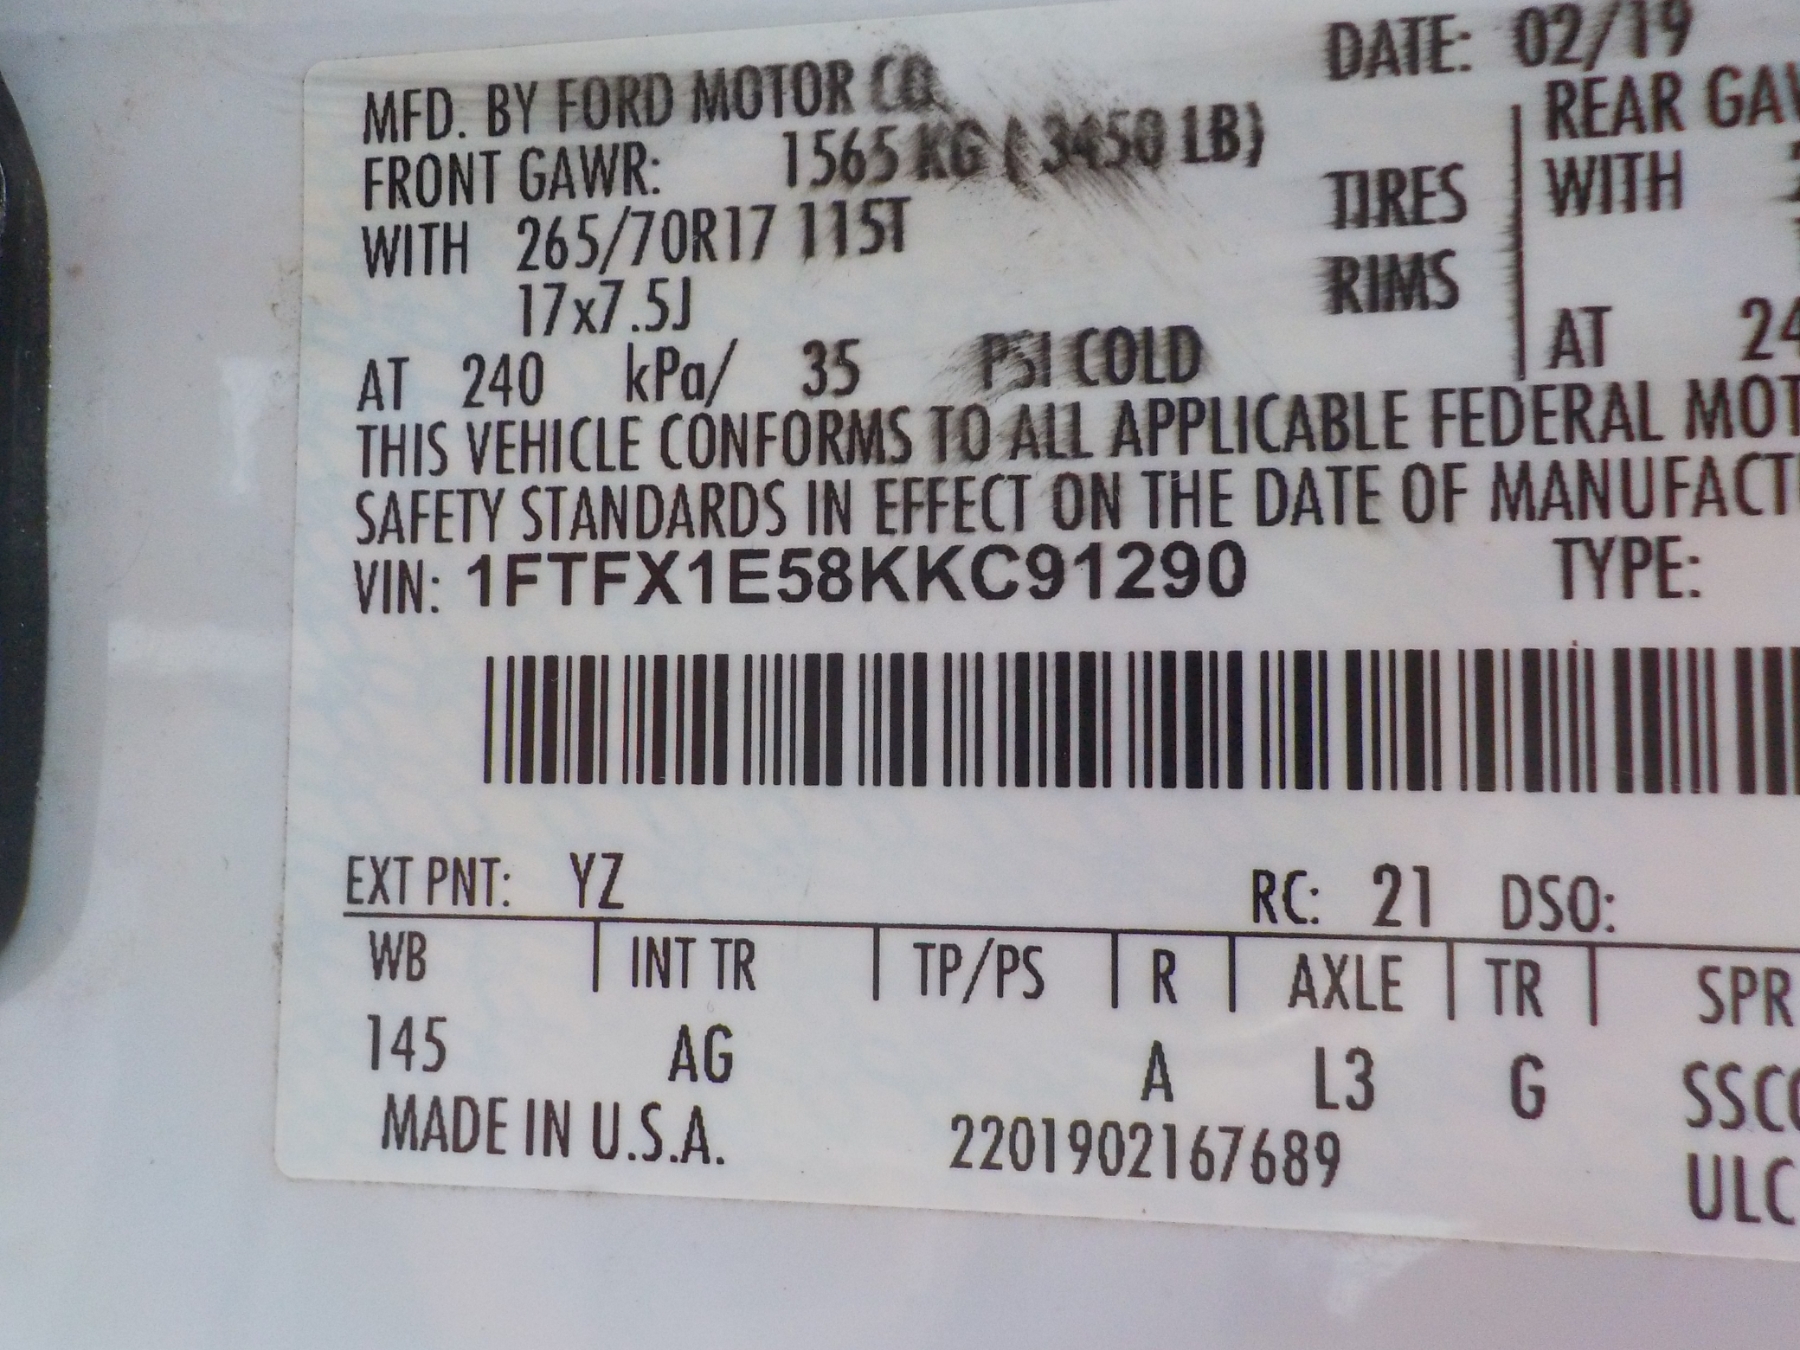 DATE: 02/19
MFD. BY FORD MOTOR CO.
FRONT GAWR: 1565 KG ( 3450 LB) REAR GAW
WITH 265/70R17 115T TIRES WITH
17x7.5J RIMS
AT 240 kPa/ 35 PSI COLD AT 24
THIS VEHICLE CONFORMS TO ALL APPLICABLE FEDERAL MOT
SAFETY STANDARDS IN EFFECT ON THE DATE OF MANUFACT
VIN: 1FTFX1E58KKC91290 TYPE:
EXT PNT: YZ RC: 21 DSO:
WB INT TR TP/PS R AXLE TR SPR
145 AG A L3 G SSCO
MADE IN U.S.A. 2201902167689 ULC